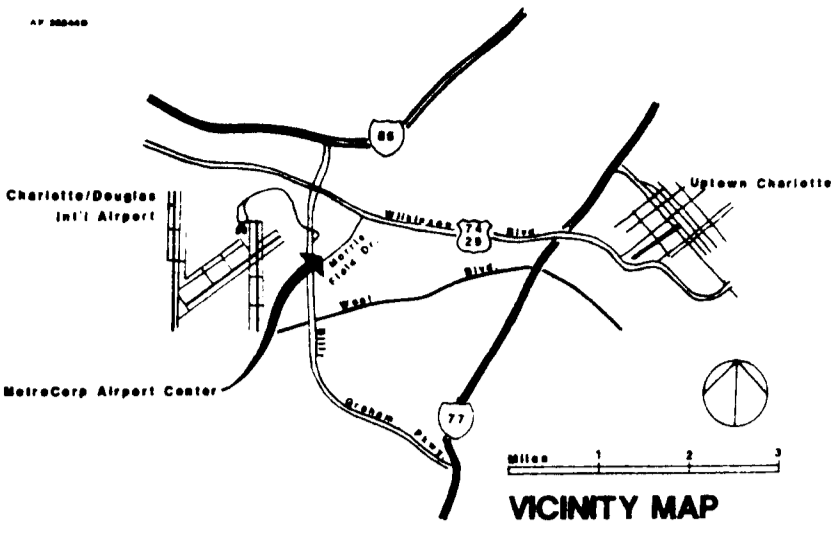 86
Uptown Charlotte
Charlotte/Douglas
Int'l Airport
Wilkinson
74
29
Blvd.
Morris
Field Dr.
West
Blvd.
MetroCorp Airport Center
Graham
Pkwy.
77
Miles 1 2 3
VICINITY MAP